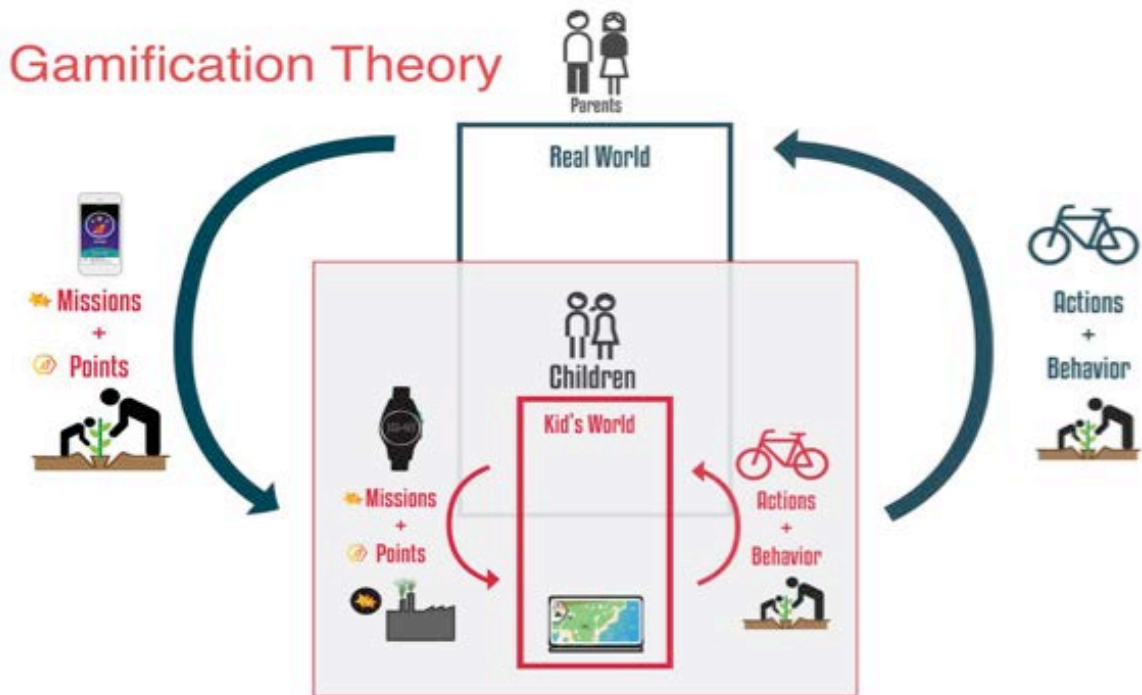 Gamification Theory
Parents
Real World
Missions
+
Points
Actions
+
Behavior
Children
Kid's World
Missions
+
Points
Actions
+
Behavior